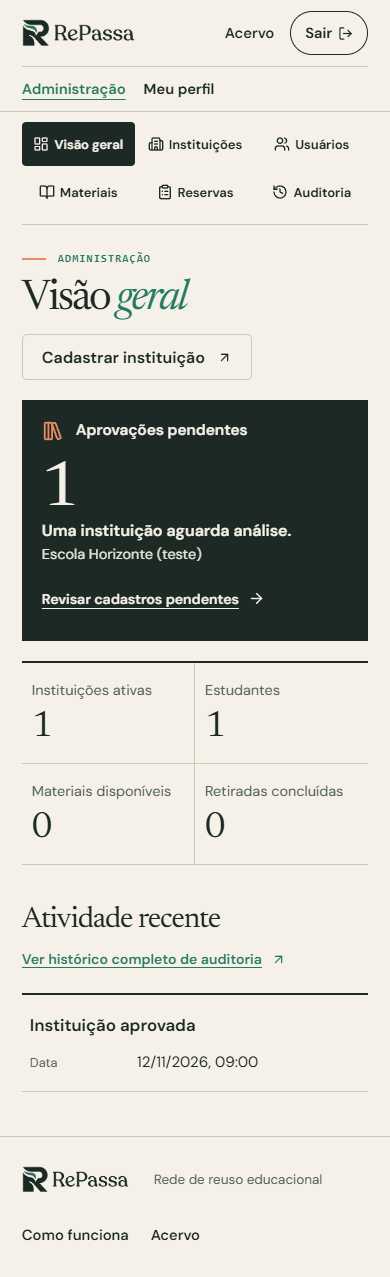 RePassa
Acervo
Sair
Administração
Meu perfil
Visão geral
Instituições
Usuários
Materiais
Reservas
Auditoria
ADMINISTRAÇÃO
Visão geral
Cadastrar instituição
Aprovações pendentes
1
Uma instituição aguarda análise.
Escola Horizonte (teste)
Revisar cadastros pendentes
Instituições ativas
1
Estudantes
1
Materiais disponíveis
0
Retiradas concluídas
0
Atividade recente
Ver histórico completo de auditoria
Instituição aprovada
Data
12/11/2026, 09:00
RePassa
Rede de reuso educacional
Como funciona
Acervo